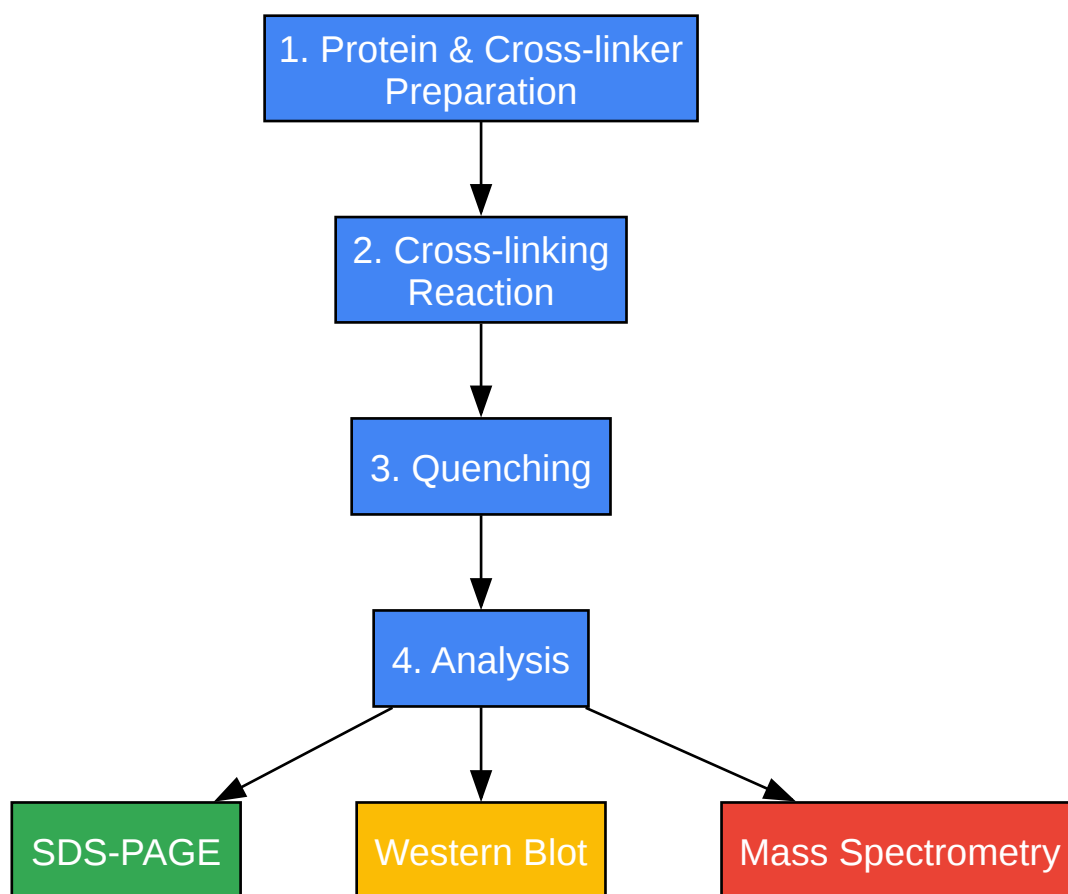 1. Protein & Cross-linker
Preparation
2. Cross-linking
Reaction
3. Quenching
4. Analysis
SDS-PAGE
Western Blot
Mass Spectrometry